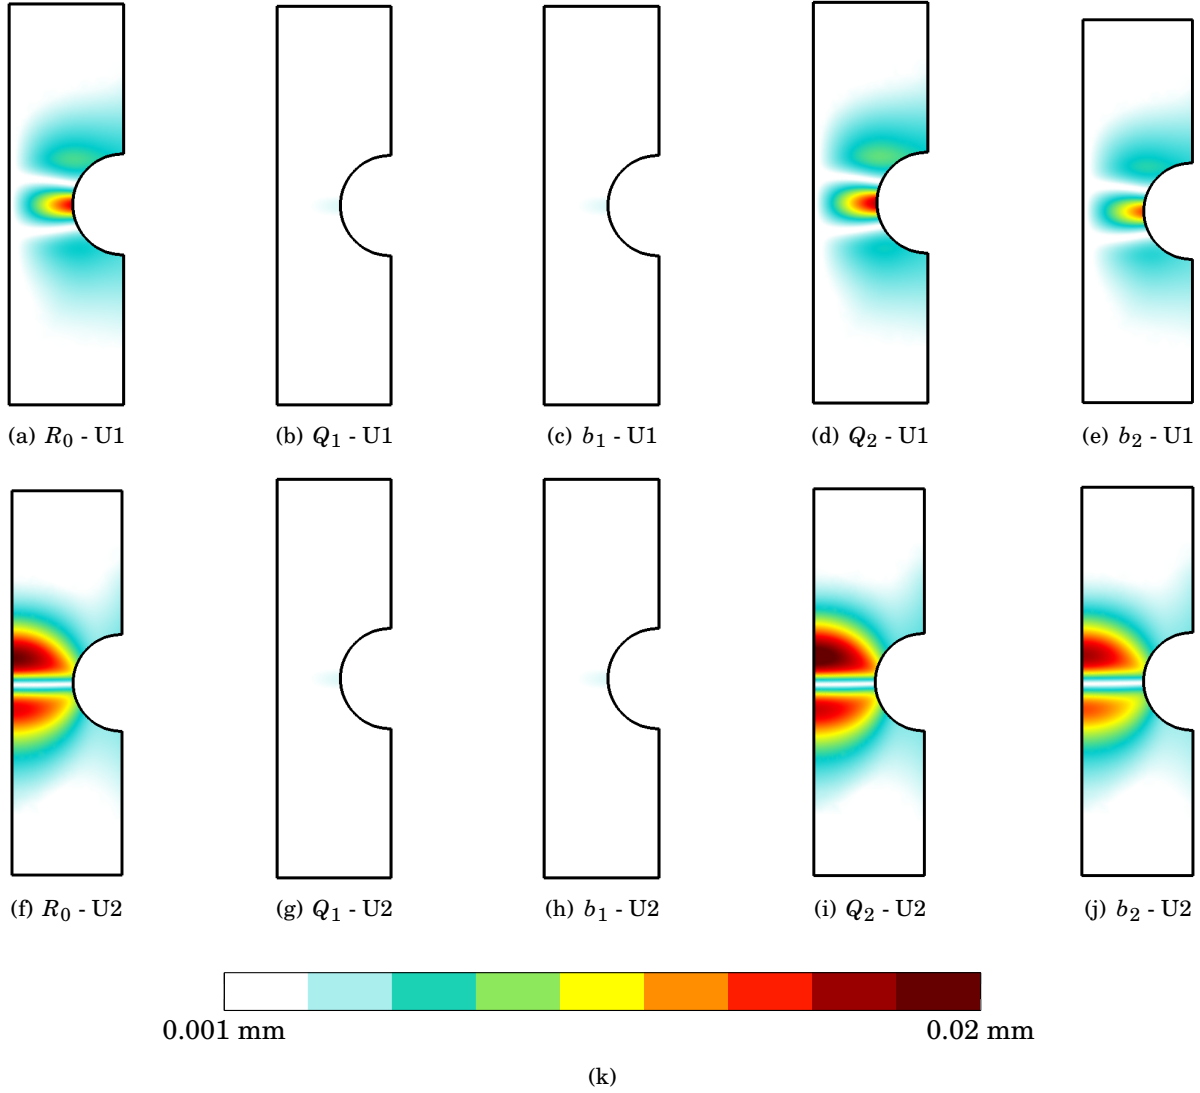 (a) R0 - U1
(b) Q1 - U1
(c) b1 - U1
(d) Q2 - U1
(e) b2 - U1
(f) R0 - U2
(g) Q1 - U2
(h) b1 - U2
(i) Q2 - U2
(j) b2 - U2
0.001 mm
0.02 mm
(k)